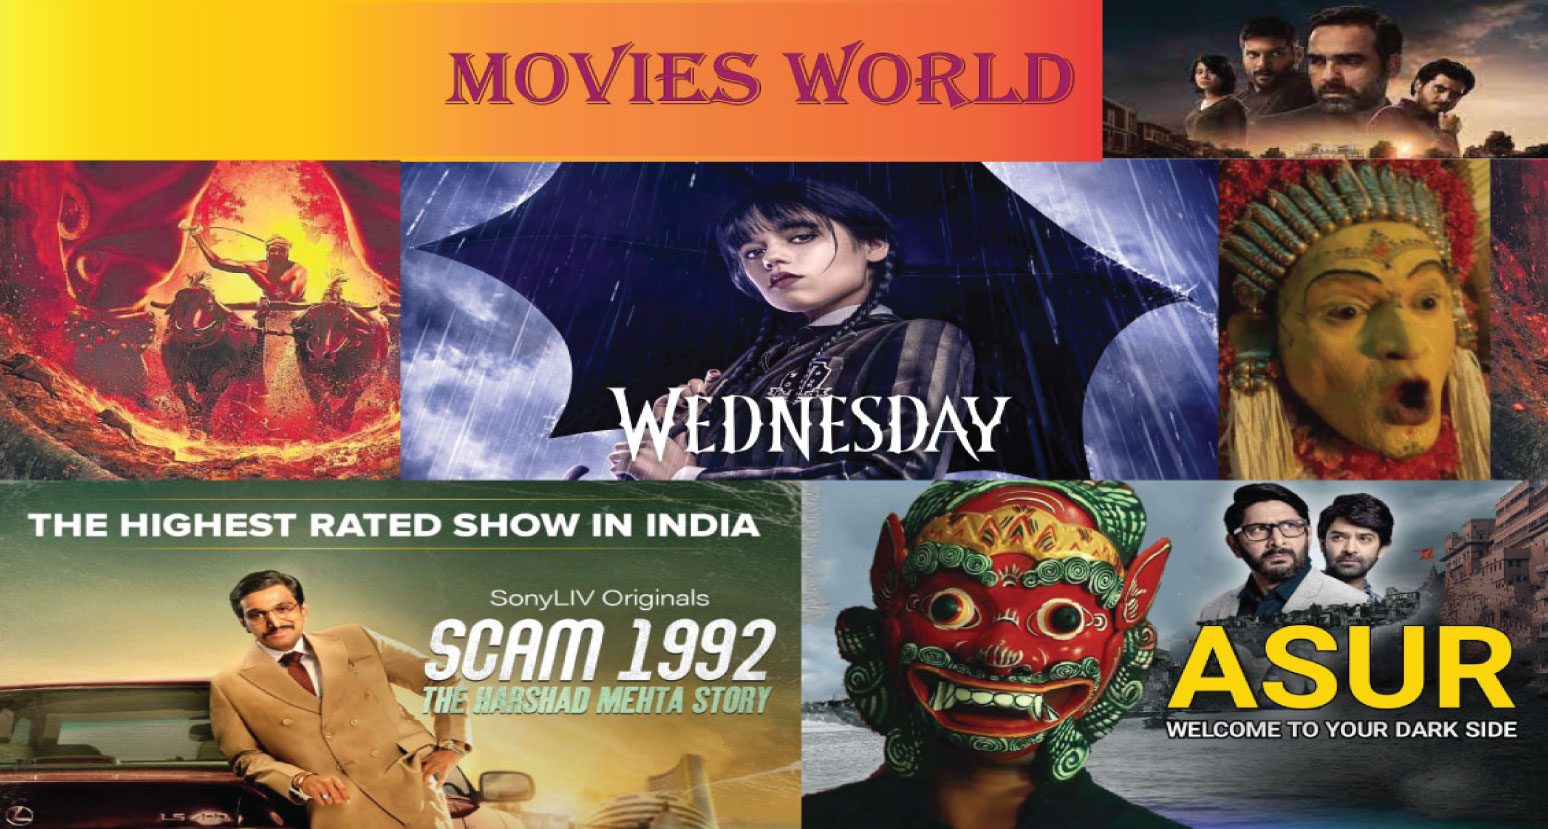 MOVIES WORLD
WEDNESDAY
THE HIGHEST RATED SHOW IN INDIA
SonyLIV Originals
SCAM 1992
THE HARSHAD MEHTA STORY
ASUR
WELCOME TO YOUR DARK SIDE